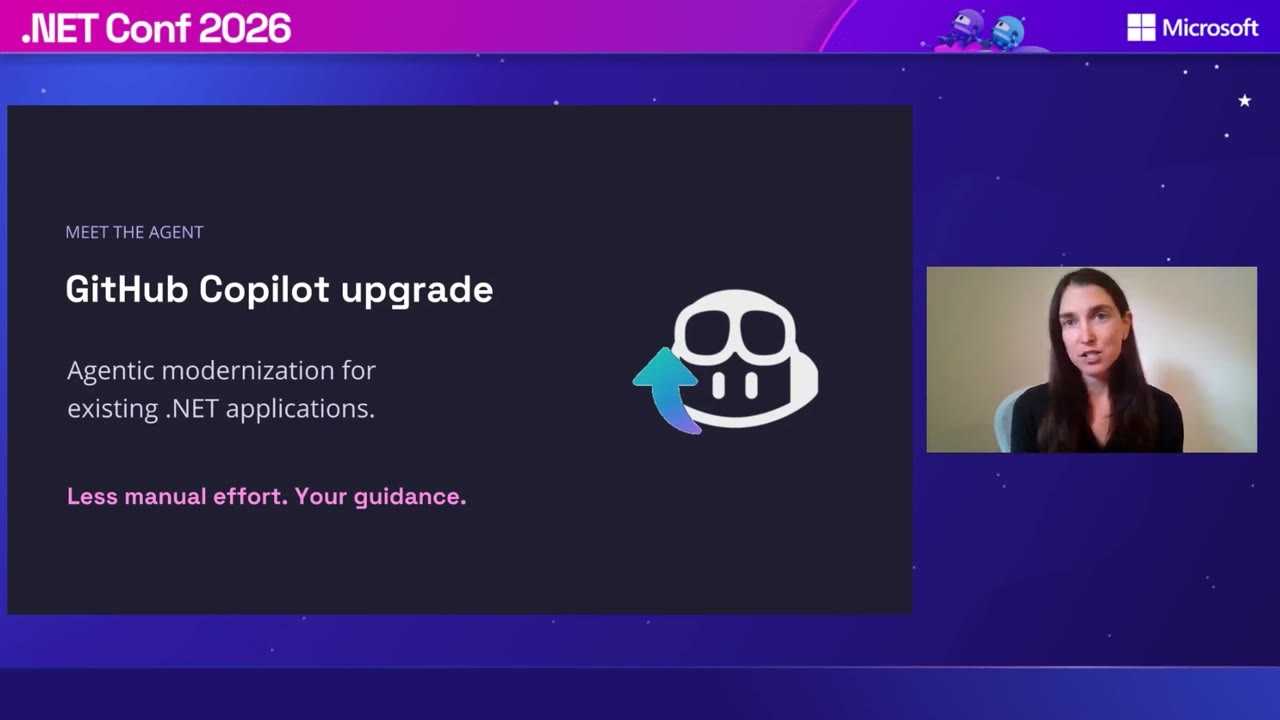 .NET Conf 2026
Microsoft
MEET THE AGENT
GitHub Copilot upgrade
Agentic modernization for
existing .NET applications.
Less manual effort. Your guidance.